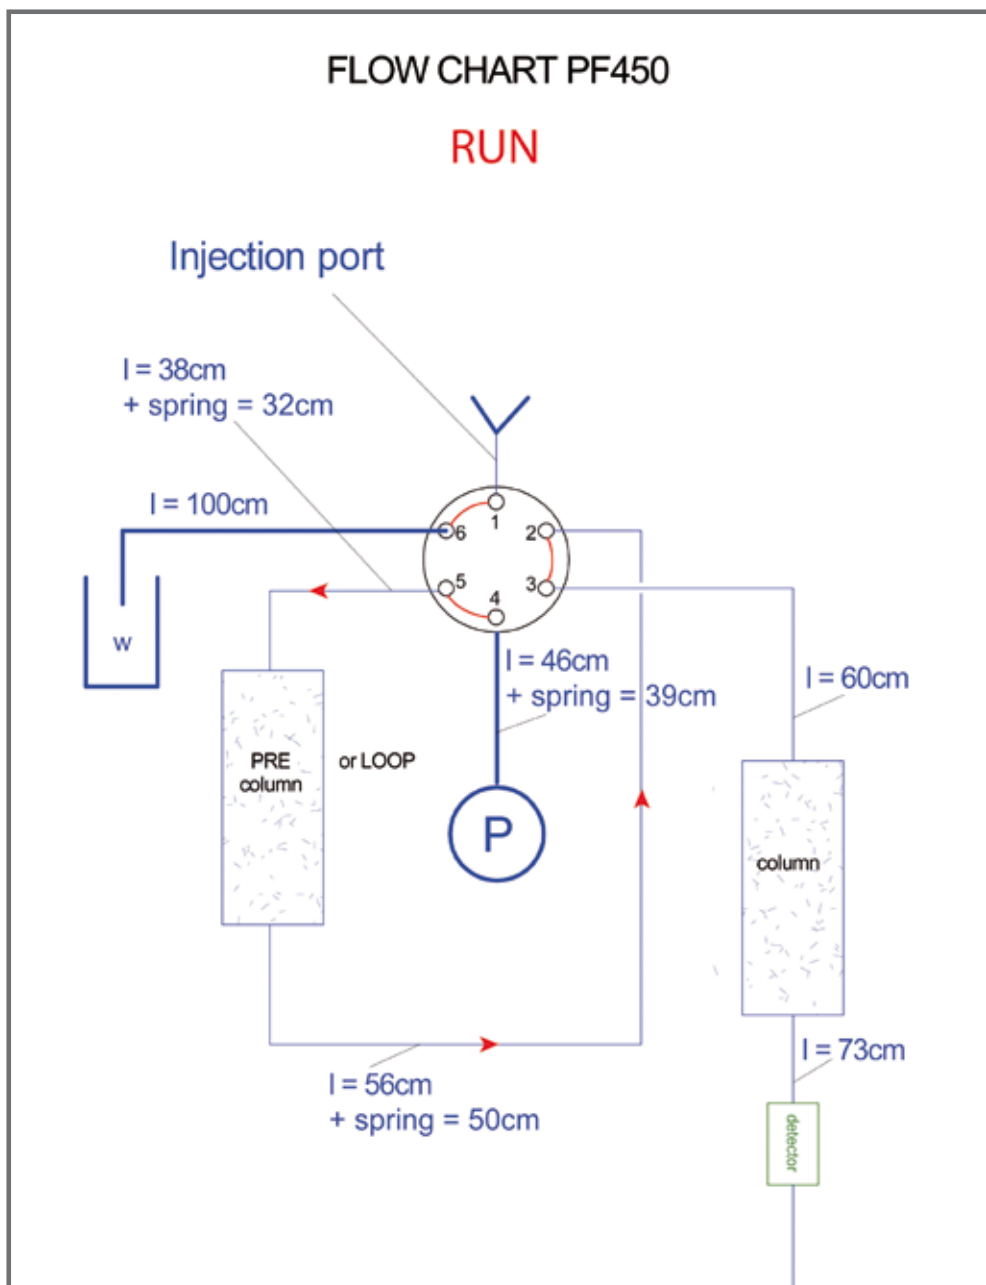 FLOW CHART PF450
RUN
Injection port
l = 38cm
+ spring = 32cm
l = 100cm
1
6
2
5
3
4
w
l = 46cm
+ spring = 39cm
l = 60cm
PRE
column
or LOOP
P
column
l = 73cm
l = 56cm
+ spring = 50cm
detector